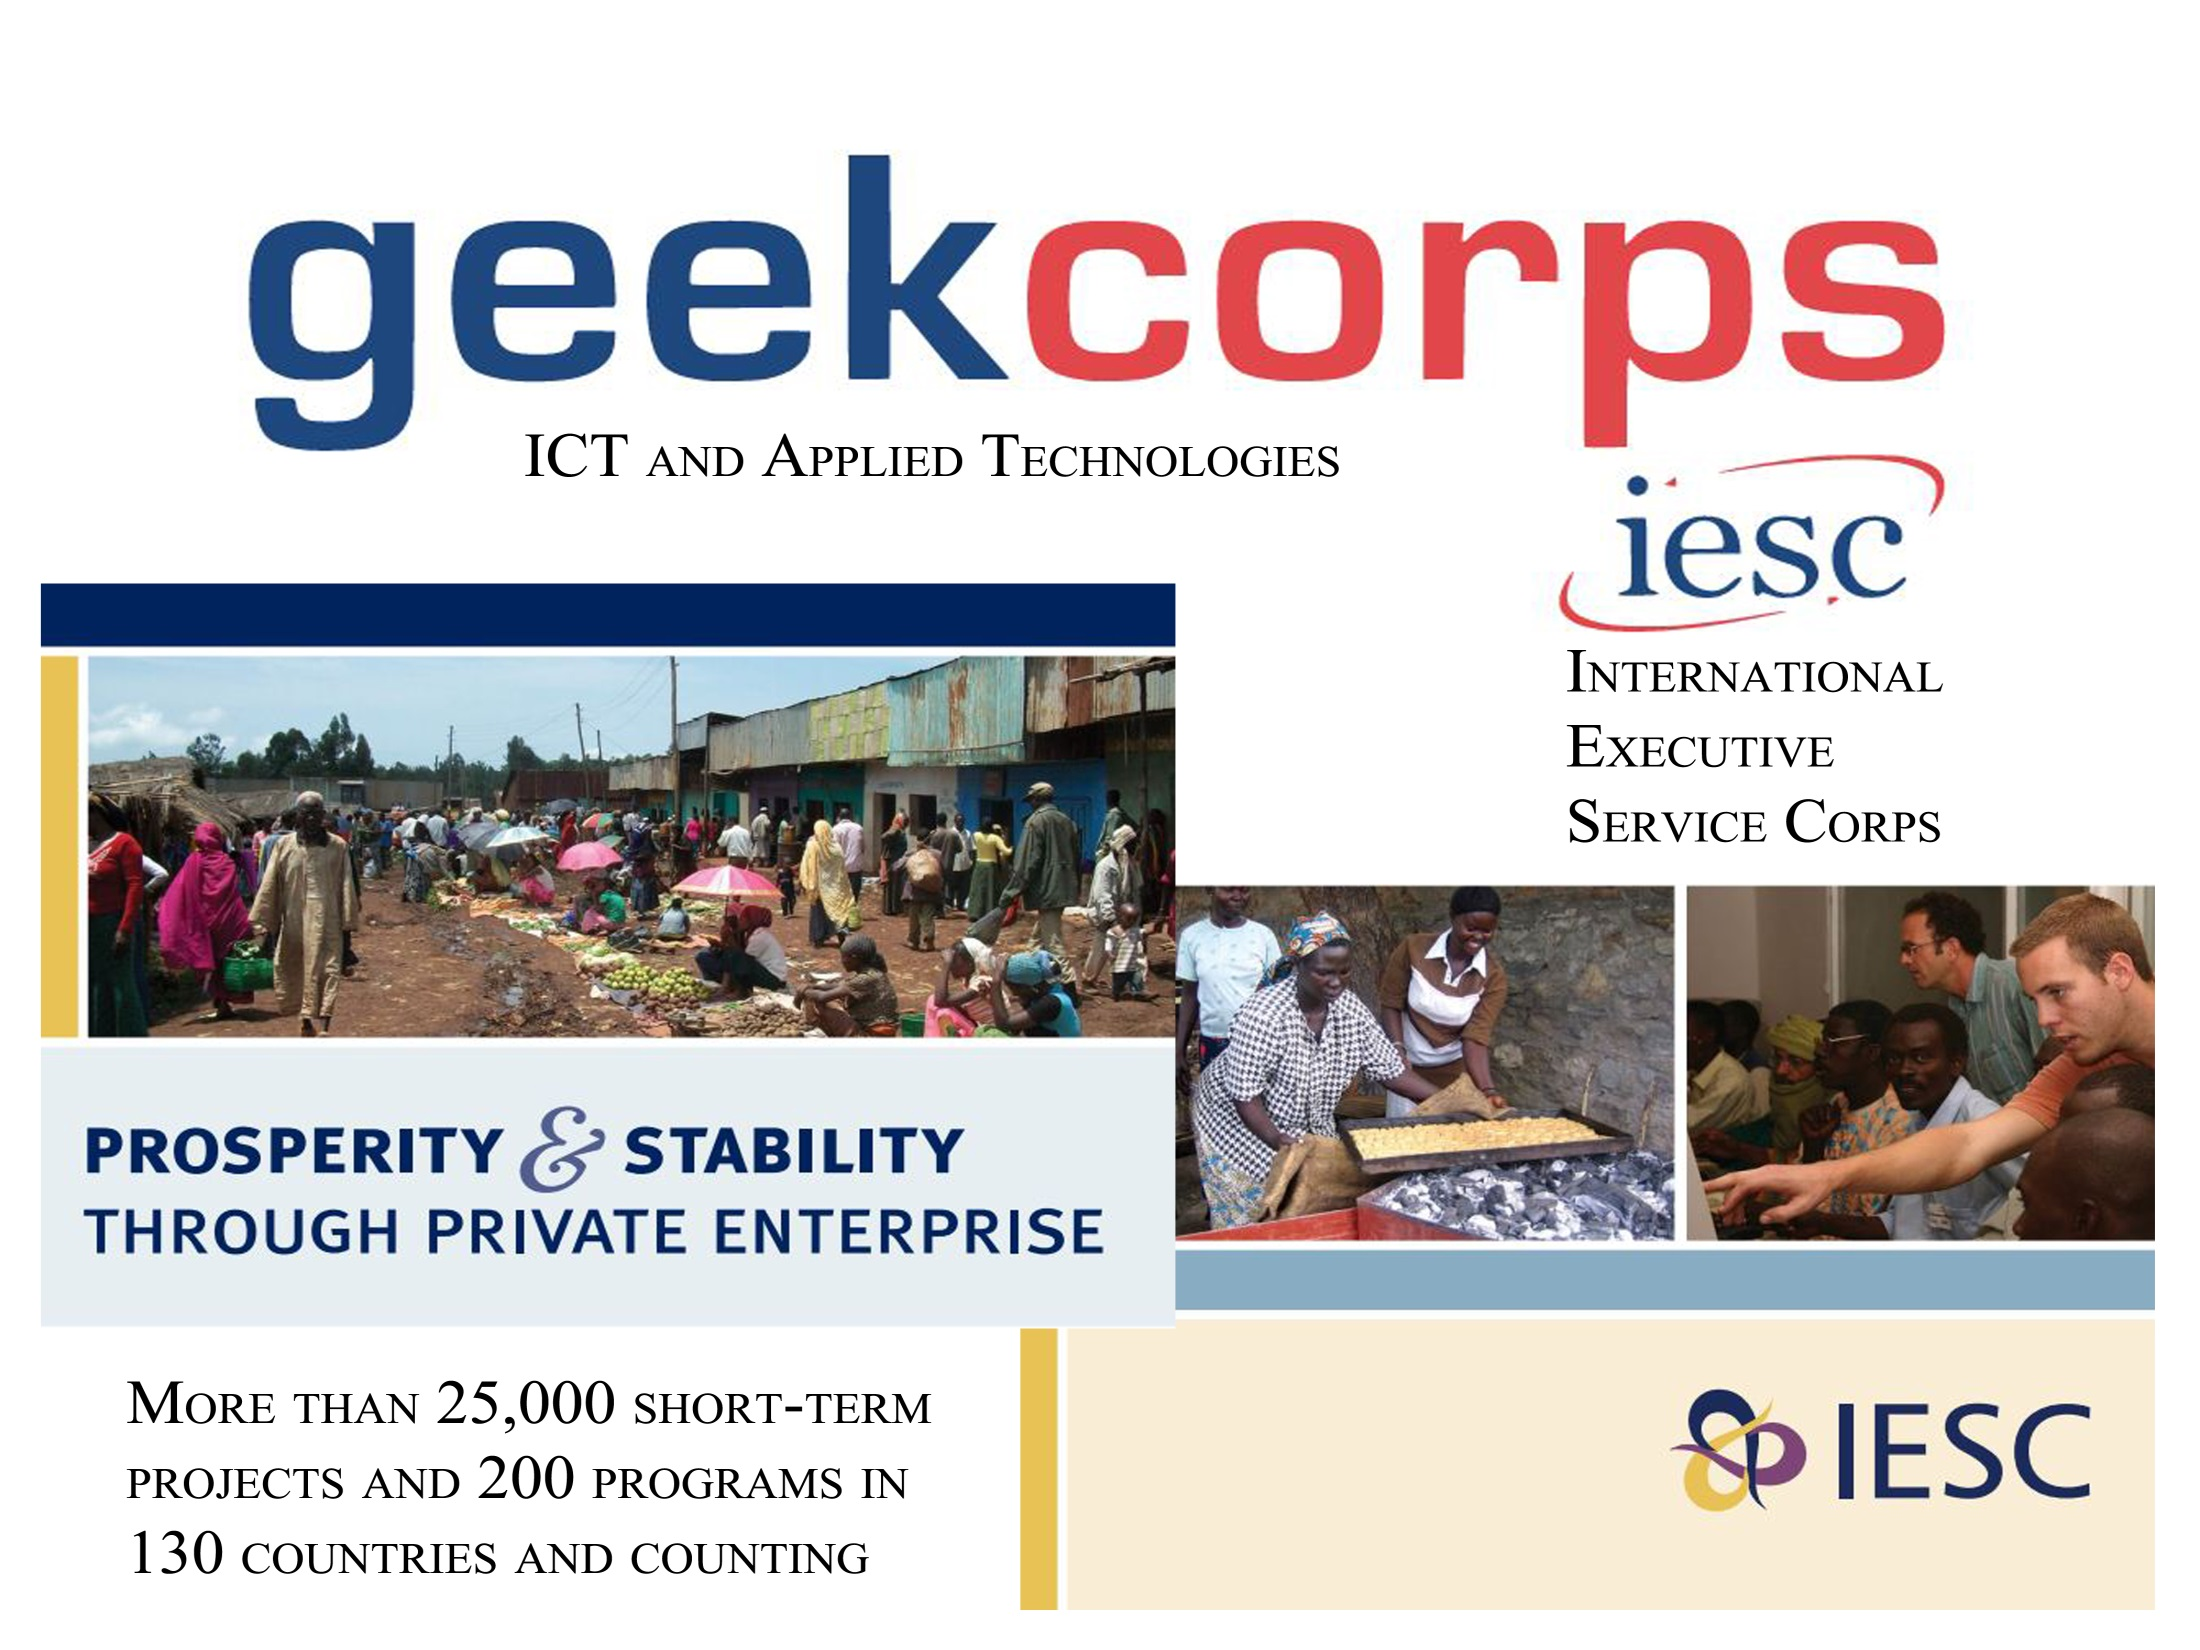 geekcorps
ICT and Applied Technologies
iesc
International
Executive
Service Corps
PROSPERITY & STABILITY
THROUGH PRIVATE ENTERPRISE
More than 25,000 short-term
projects and 200 programs in
130 countries and counting
IESC